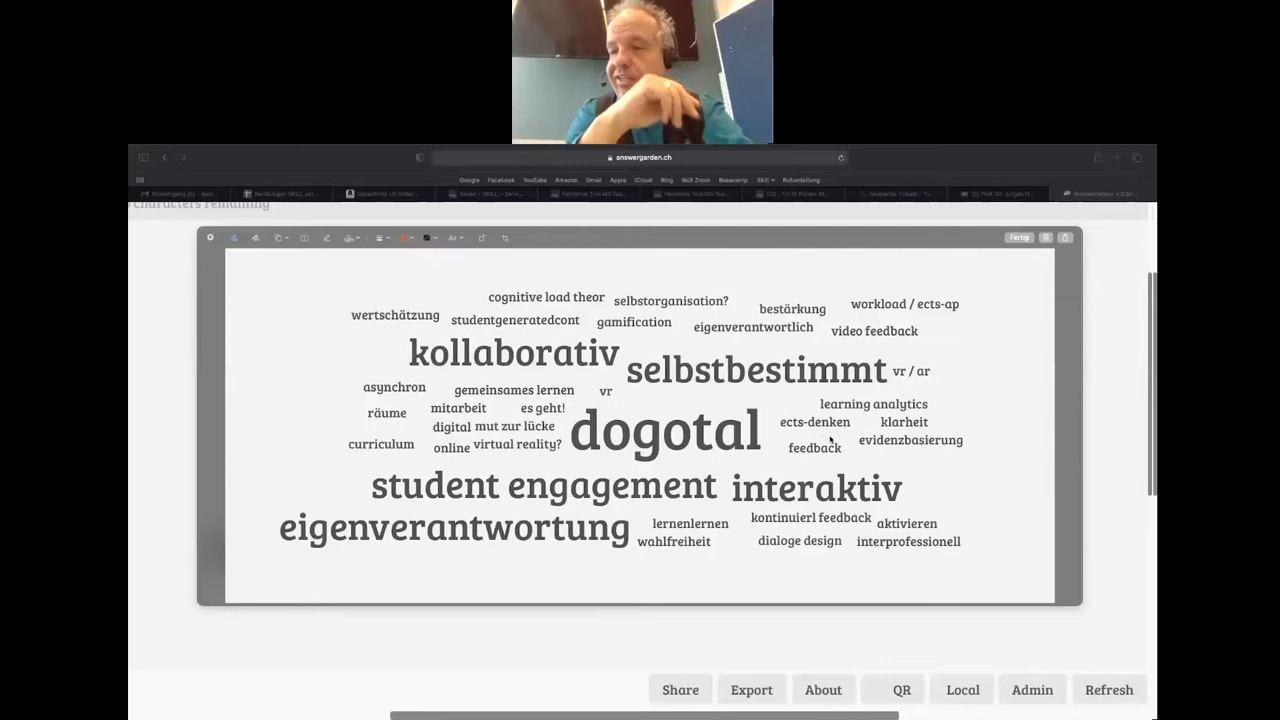 answergarden.ch
Google Facebook YouTube Amazon Gmail Apple iCloud Blog Skill Zoom Basecamp Skill Rufumleitung
characters remaining
Fertig
cognitive load theor selbstorganisation? bestärkung workload / ects-ap
wertschätzung studentgeneratedcont gamification eigenverantwortlich video feedback
kollaborativ selbstbestimmt vr / ar
asynchron gemeinsames lernen vr learning analytics
räume mitarbeit es geht! dogotal ects-denken klarheit
digital mut zur lücke
curriculum online virtual reality? feedback evidenzbasierung
student engagement interaktiv
eigenverantwortung lernenlernen kontinuierl feedback aktivieren
wahlfreiheit dialoge design interprofessionell
Share Export About QR Local Admin Refresh